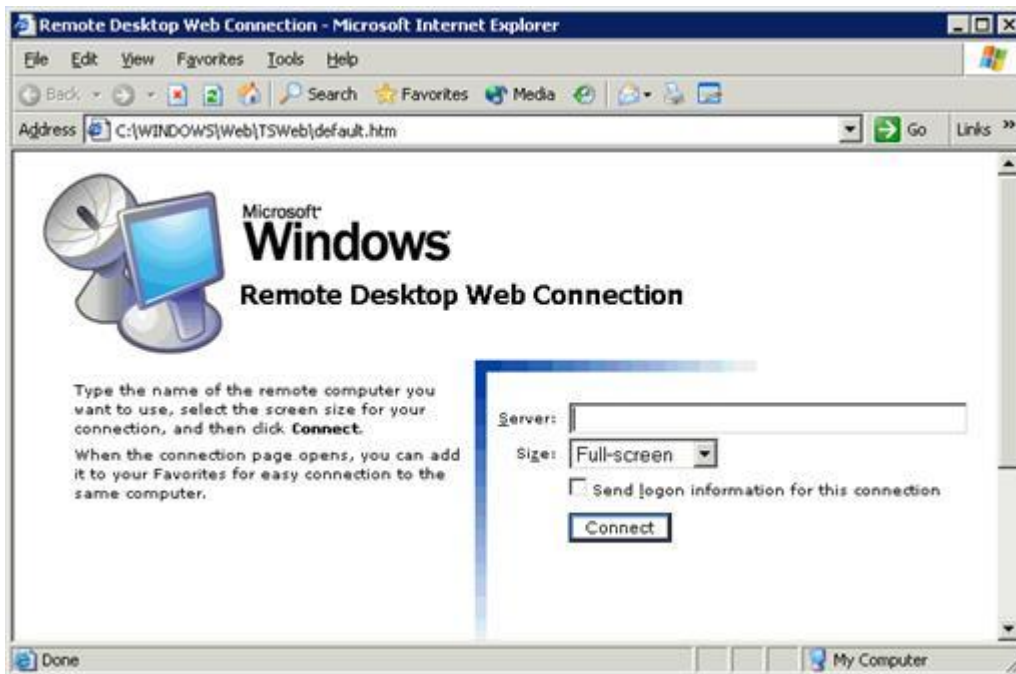 Remote Desktop Web Connection - Microsoft Internet Explorer
File Edit View Favorites Tools Help
Back Search Favorites Media
Address C:\WINDOWS\Web\TSWeb\default.htm Go Links »
Microsoft
Windows
Remote Desktop Web Connection
Type the name of the remote computer you
want to use, select the screen size for your
connection, and then click Connect.
When the connection page opens, you can add
it to your Favorites for easy connection to the
same computer.
Server:
Size: Full-screen
Send logon information for this connection
Connect
Done My Computer